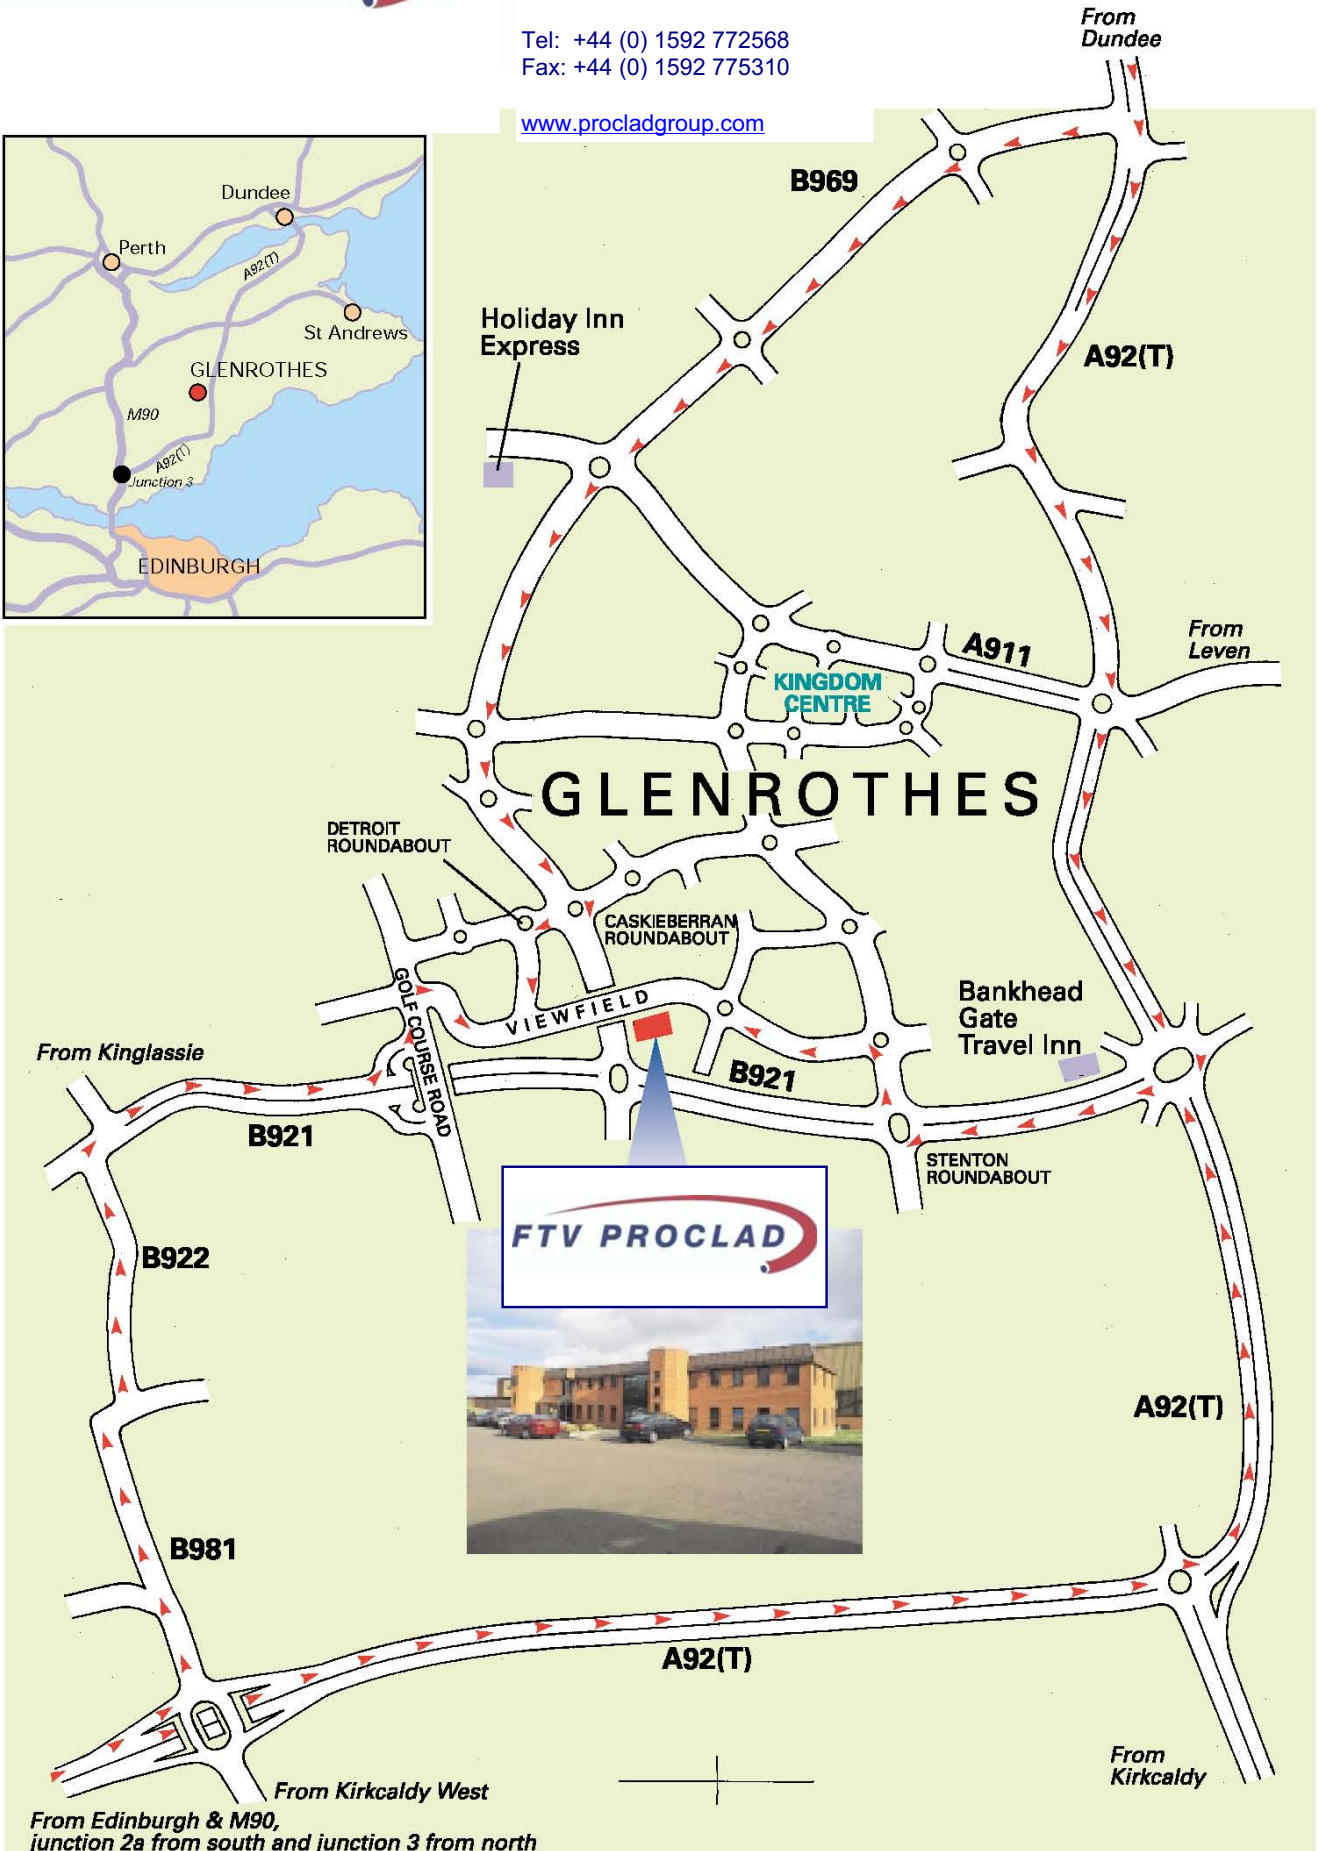 Tel: +44 (0) 1592 772568
Fax: +44 (0) 1592 775310
www.procladgroup.com
From
Dundee
B969
Dundee
Perth
A92(T)
St Andrews
GLENROTHES
M90
A92(T)
Junction 3
EDINBURGH
Holiday Inn
Express
A92(T)
A911
From
Leven
KINGDOM
CENTRE
GLENROTHES
DETROIT
ROUNDABOUT
CASKIEBERRAN
ROUNDABOUT
GOLF COURSE ROAD
VIEWFIELD
Bankhead
Gate
Travel Inn
From Kinglassie
B921
B921
STENTON
ROUNDABOUT
FTV PROCLAD
B922
A92(T)
B981
A92(T)
From
Kirkcaldy
From Kirkcaldy West
From Edinburgh & M90,
junction 2a from south and junction 3 from north